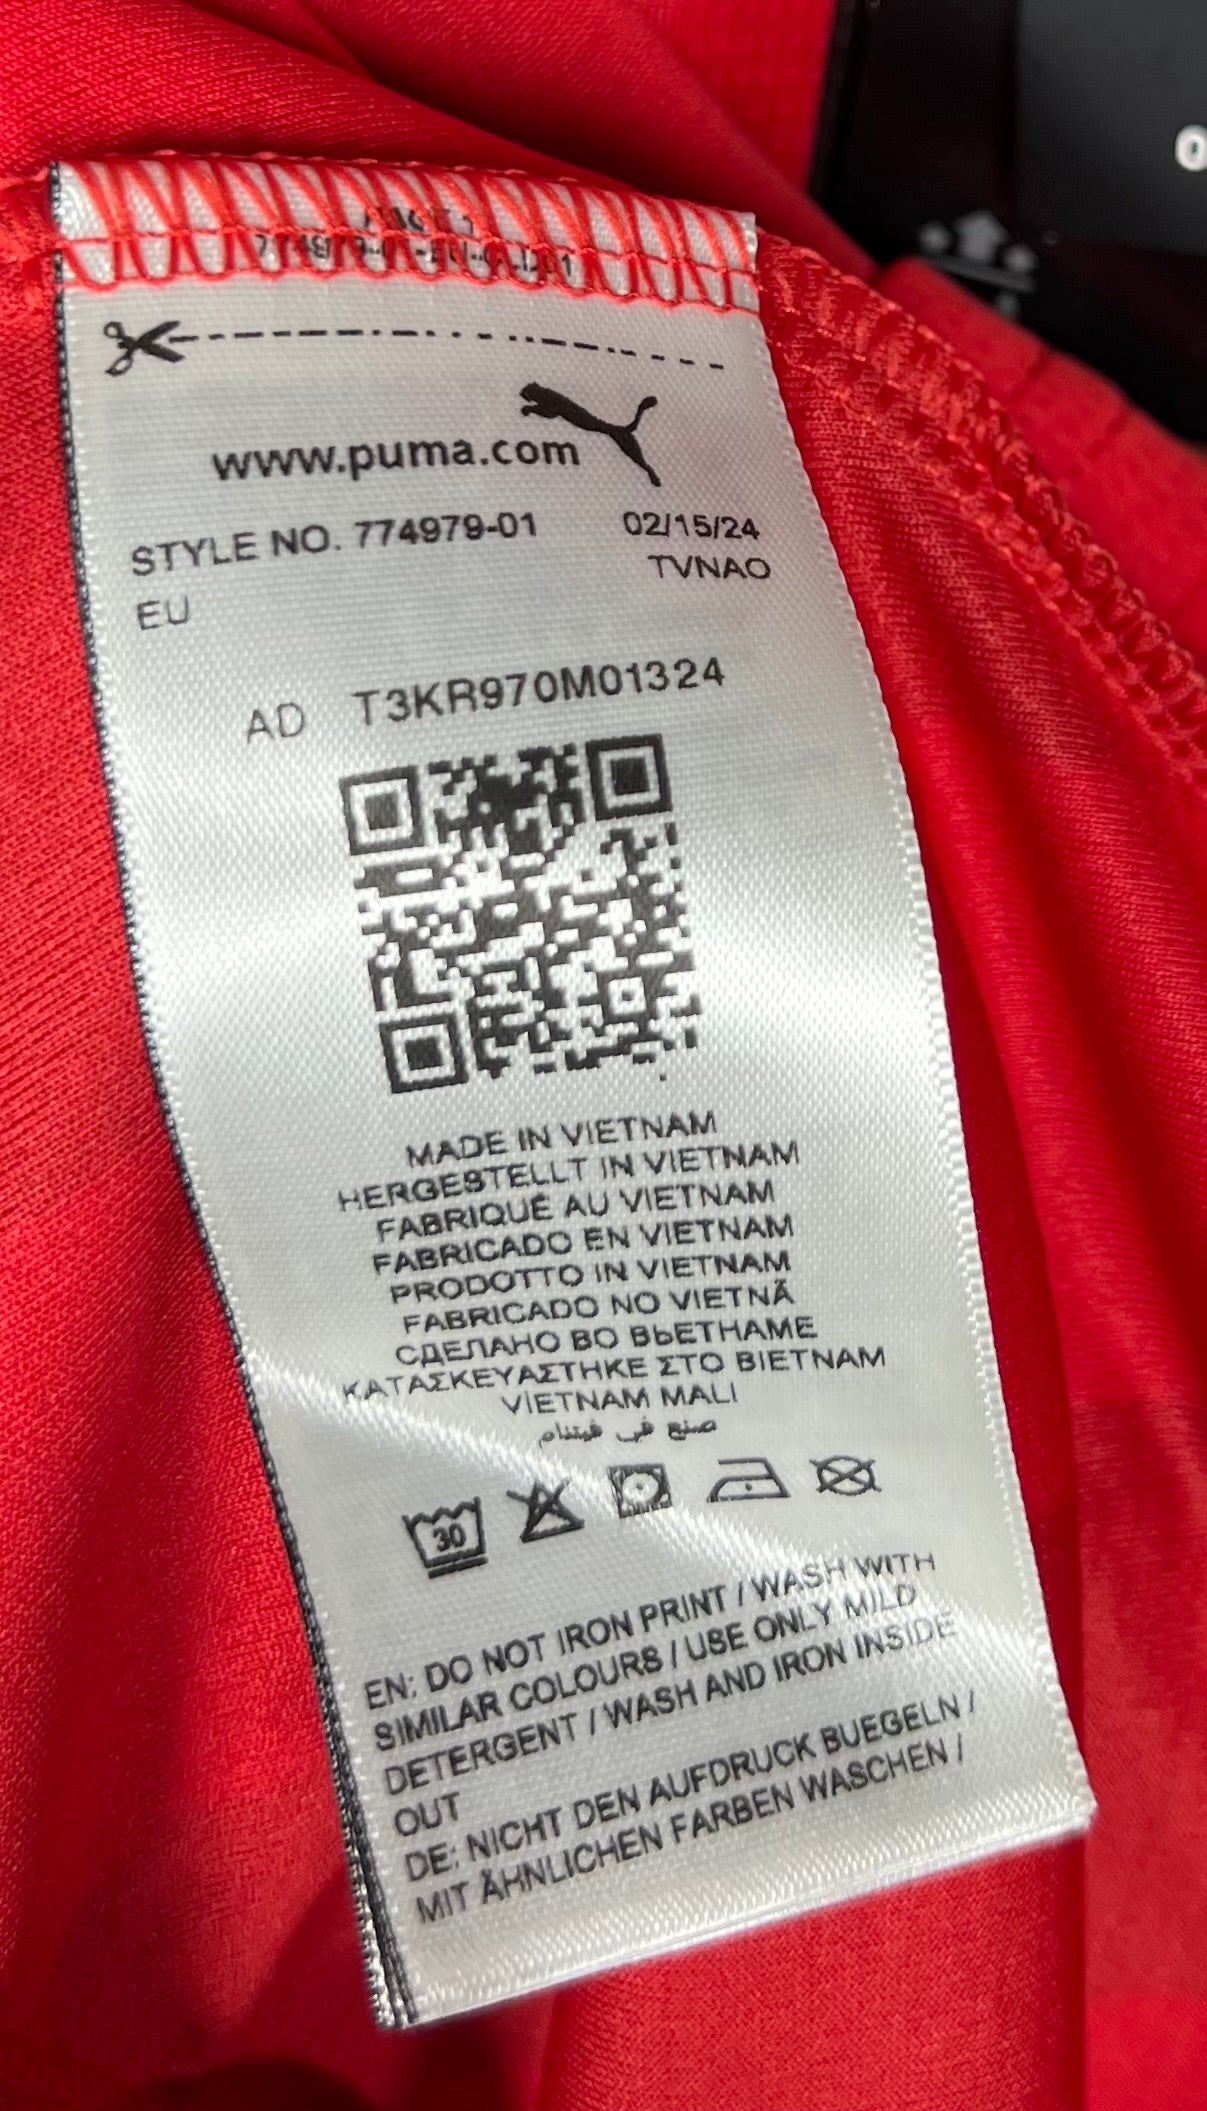 www.puma.com
STYLE NO. 774979-01 02/15/24
EU TVNAO
AD T3KR970M01324
MADE IN VIETNAM
HERGESTELLT IN VIETNAM
FABRIQUÉ AU VIETNAM
FABRICADO EN VIETNAM
PRODOTTO IN VIETNAM
FABRICADO NO VIETNÃ
СДЕЛАНО ВО ВЬЕТНАМЕ
ΚΑΤΑΣΚΕΥΑΣΤΗΚΕ ΣΤΟ ΒΙΕΤΝΑΜ
VIETNAM MALI
صنع في فيتنام
30
EN: DO NOT IRON PRINT / WASH WITH
SIMILAR COLOURS / USE ONLY MILD
DETERGENT / WASH AND IRON INSIDE
OUT
DE: NICHT DEN AUFDRUCK BUEGELN /
MIT ÄHNLICHEN FARBEN WASCHEN /